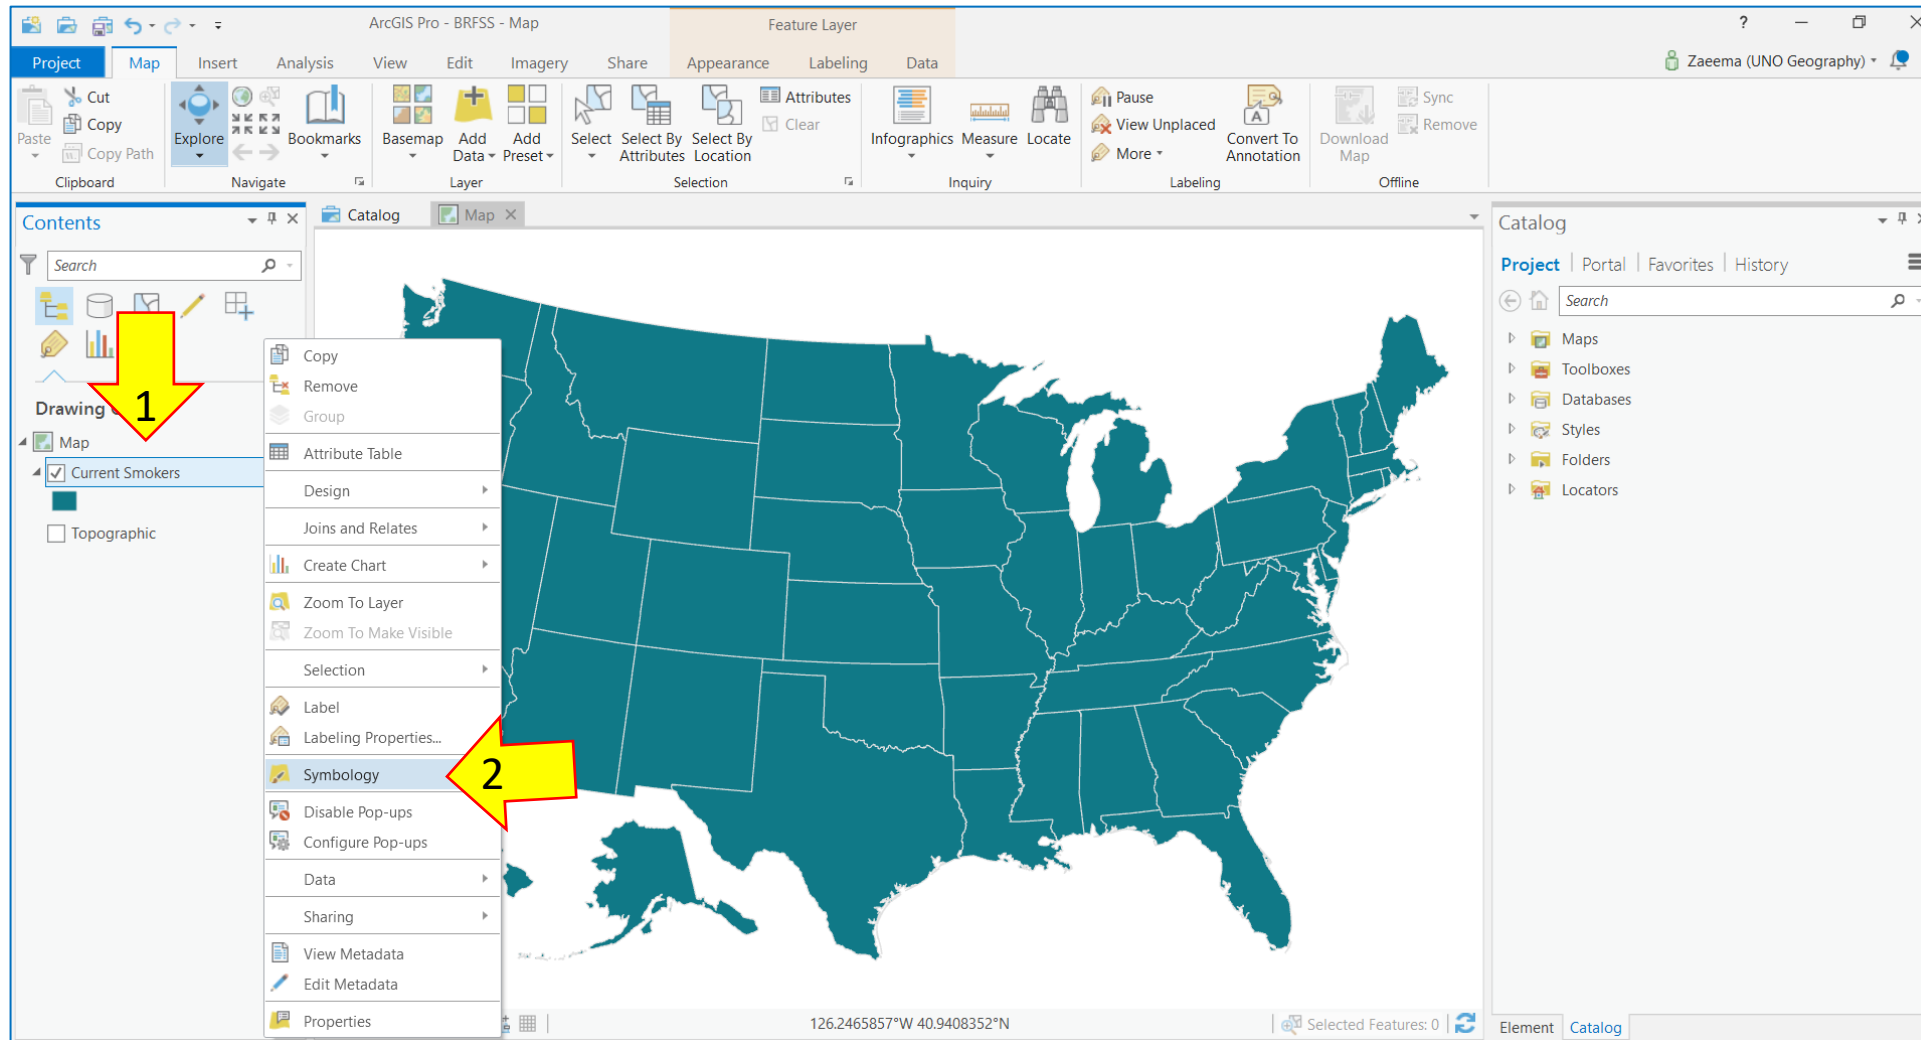 ArcGIS Pro - BRFSS - Map
Feature Layer
?
Project Map Insert Analysis View Edit Imagery Share Appearance Labeling Data
Zaeema (UNO Geography)
Paste
Cut
Copy
Copy Path
Clipboard
Explore
Bookmarks
Navigate
Basemap
Add
Data
Add
Preset
Layer
Select
Select By
Attributes
Select By
Location
Attributes
Clear
Selection
Infographics
Measure
Locate
Inquiry
Pause
View Unplaced
More
Convert To
Annotation
Labeling
Download
Map
Sync
Remove
Offline
Contents
Search
1
Drawing
Map
Current Smokers
Topographic
Catalog
Map
Copy
Remove
Group
Attribute Table
Design
Joins and Relates
Create Chart
Zoom To Layer
Zoom To Make Visible
Selection
Label
Labeling Properties...
Symbology
2
Disable Pop-ups
Configure Pop-ups
Data
Sharing
View Metadata
Edit Metadata
Properties
126.2465857°W 40.9408352°N
Selected Features: 0
Catalog
Project Portal Favorites History
Search
Maps
Toolboxes
Databases
Styles
Folders
Locators
Element Catalog